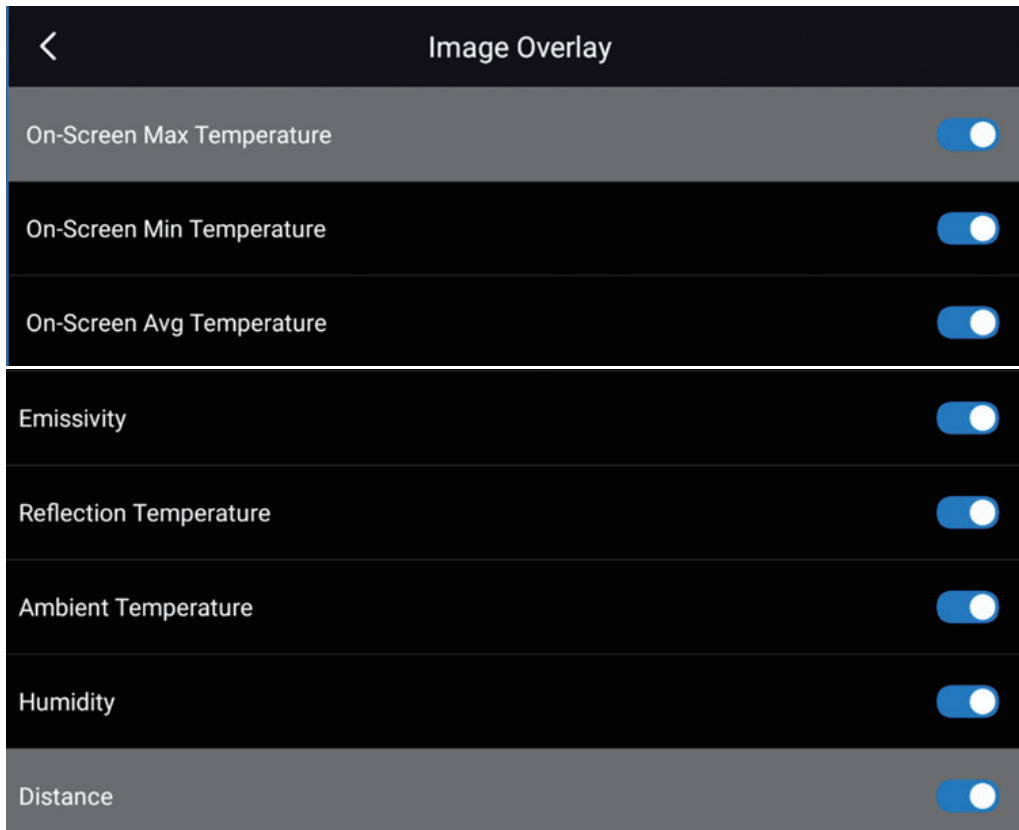 Image Overlay
On-Screen Max Temperature
On-Screen Min Temperature
On-Screen Avg Temperature
Emissivity
Reflection Temperature
Ambient Temperature
Humidity
Distance